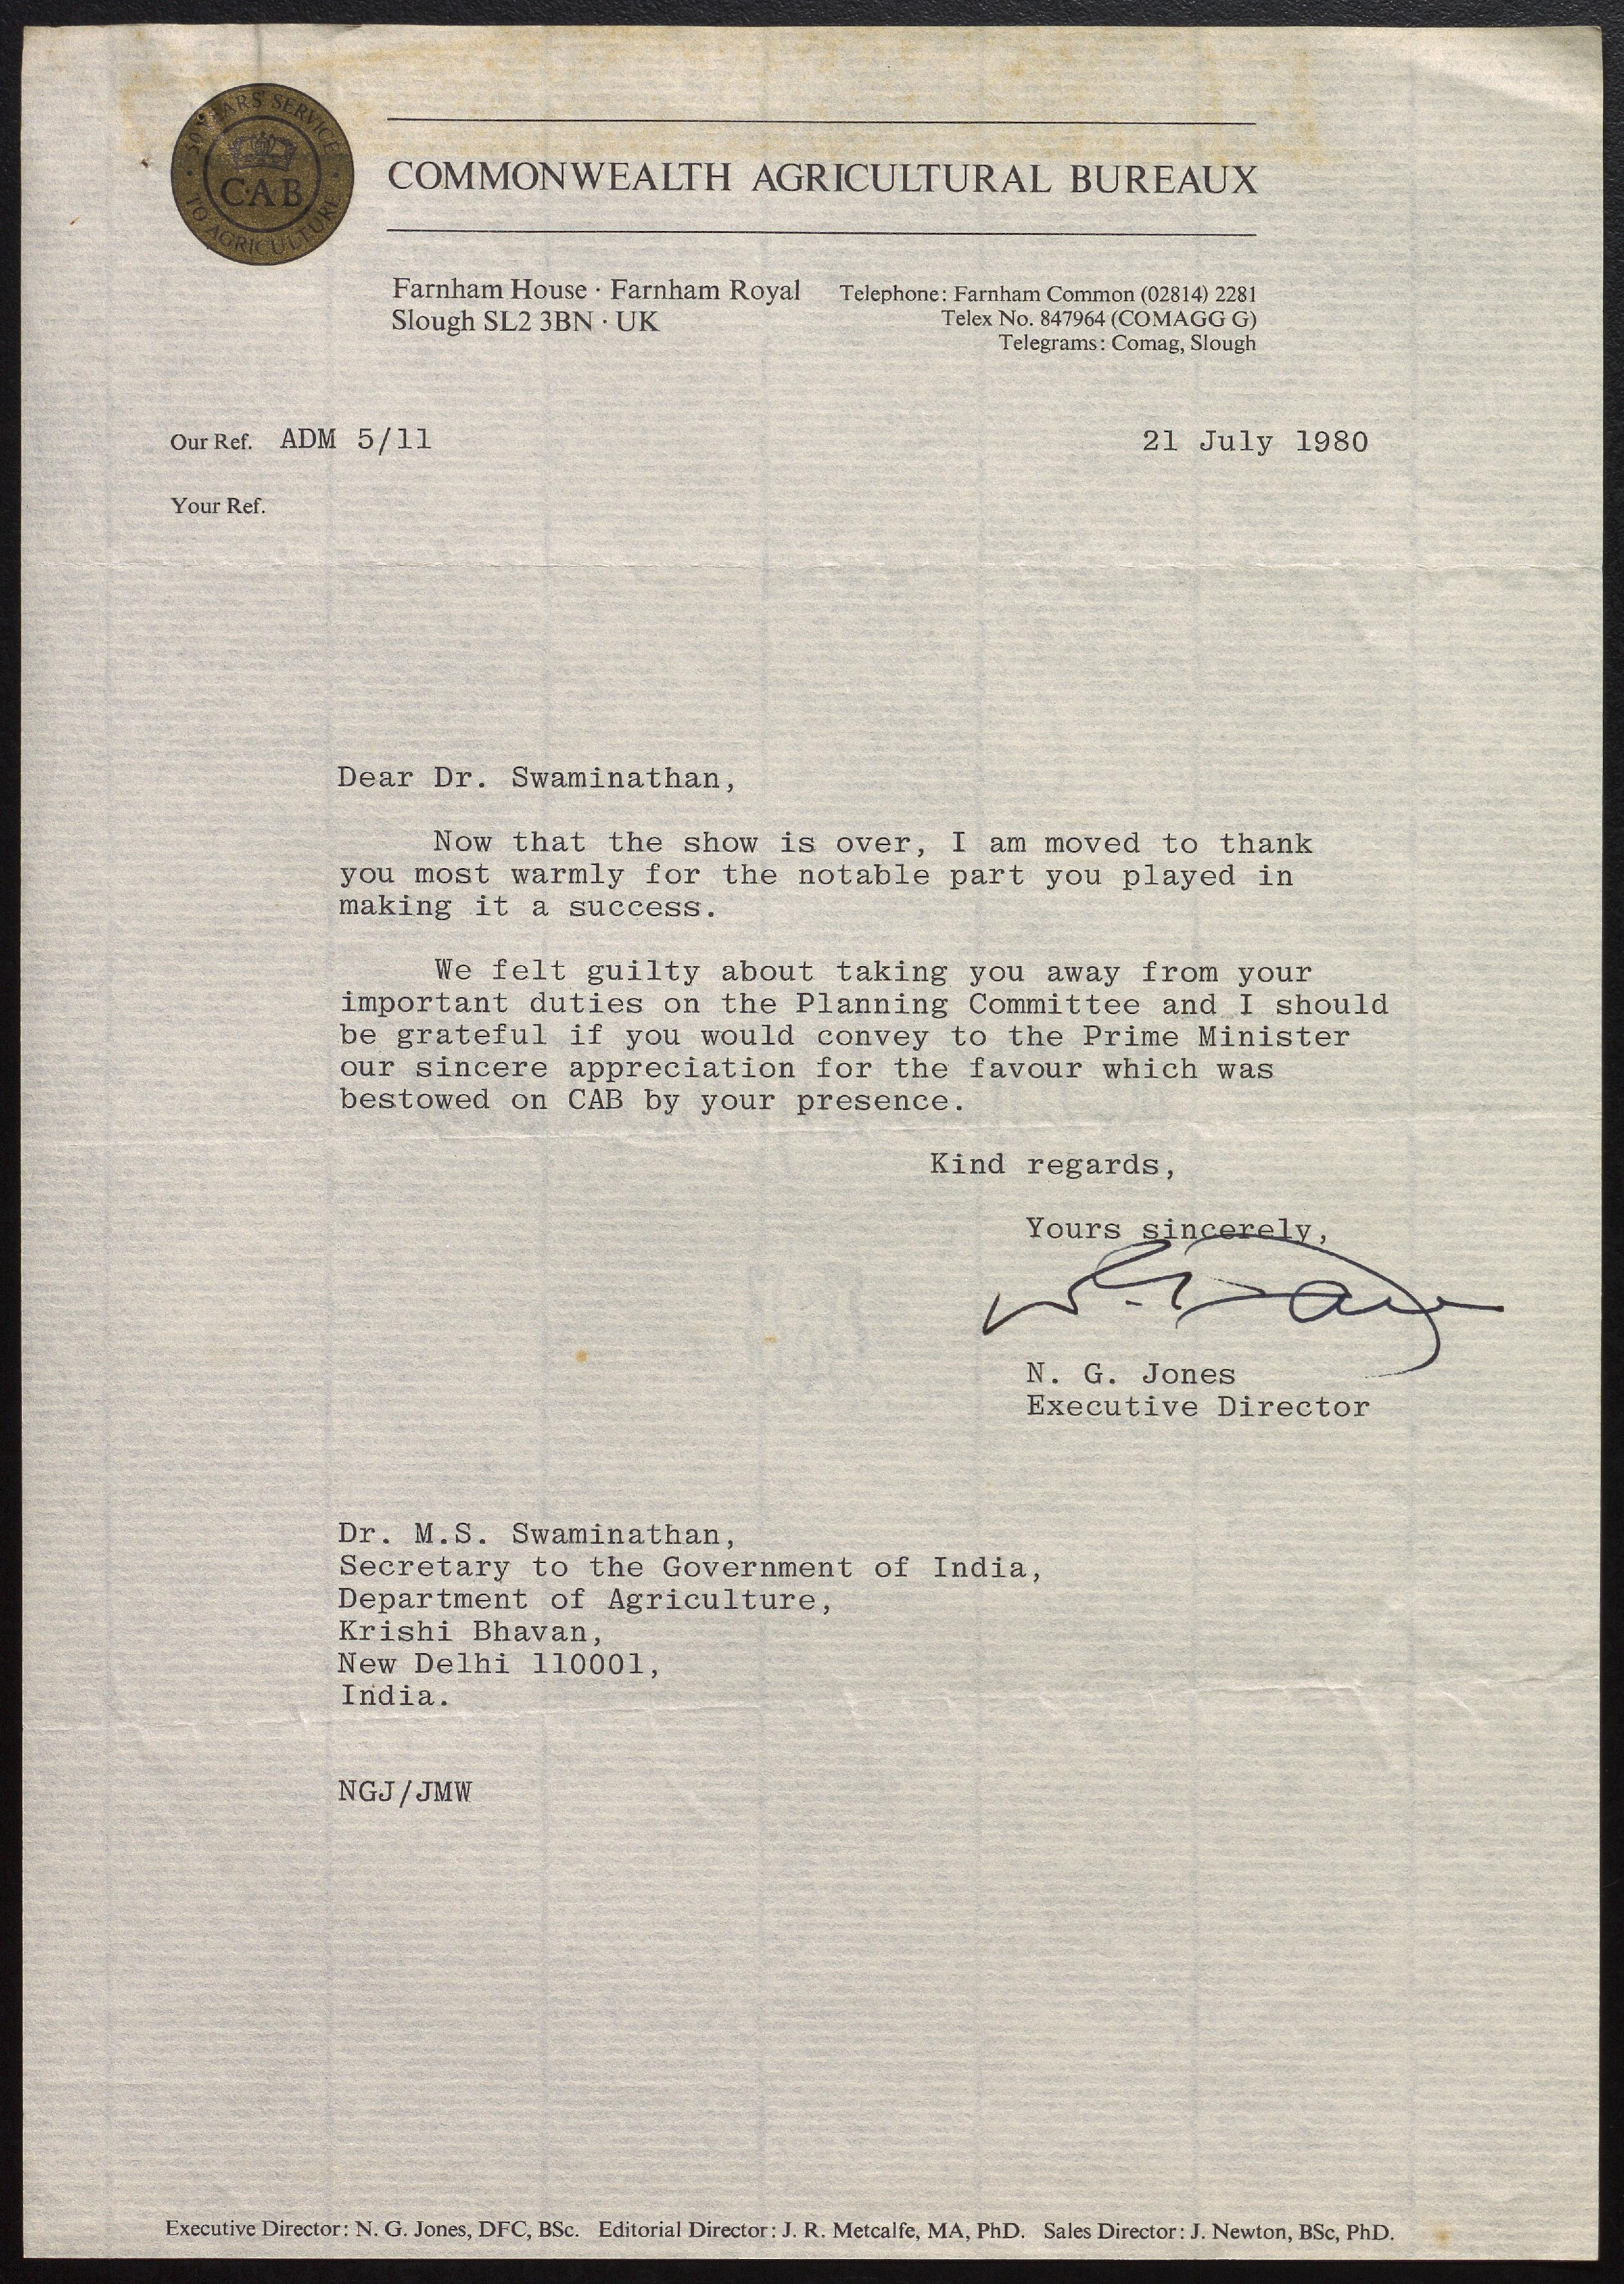 50 YEARS SERVICE
TO AGRICULTURE
CAB
COMMONWEALTH AGRICULTURAL BUREAUX
Farnham House · Farnham Royal
Slough SL2 3BN · UK
Telephone: Farnham Common (02814) 2281
Telex No. 847964 (COMAGG G)
Telegrams: Comag, Slough
Our Ref. ADM 5/11
21 July 1980
Your Ref.
Dear Dr. Swaminathan,
Now that the show is over, I am moved to thank
you most warmly for the notable part you played in
making it a success.
We felt guilty about taking you away from your
important duties on the Planning Committee and I should
be grateful if you would convey to the Prime Minister
our sincere appreciation for the favour which was
bestowed on CAB by your presence.
Kind regards,
Yours sincerely,
N. G. Jones
Executive Director
Dr. M.S. Swaminathan,
Secretary to the Government of India,
Department of Agriculture,
Krishi Bhavan,
New Delhi 110001,
India.
NGJ/JMW
Executive Director: N. G. Jones, DFC, BSc. Editorial Director: J. R. Metcalfe, MA, PhD. Sales Director: J. Newton, BSc, PhD.